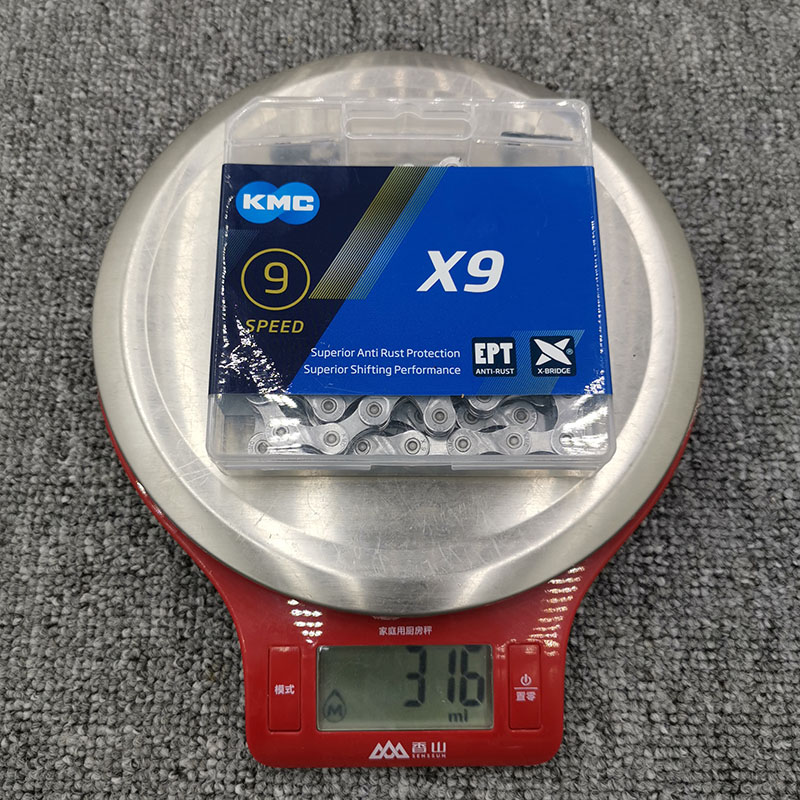 KMC
X9
9
SPEED
Superior Anti Rust Protection
Superior Shifting Performance
EPT
ANTI-RUST
X-BRIDGE®
家庭用厨房秤
模式
316
M
ml
置零
香山
SENSSUN